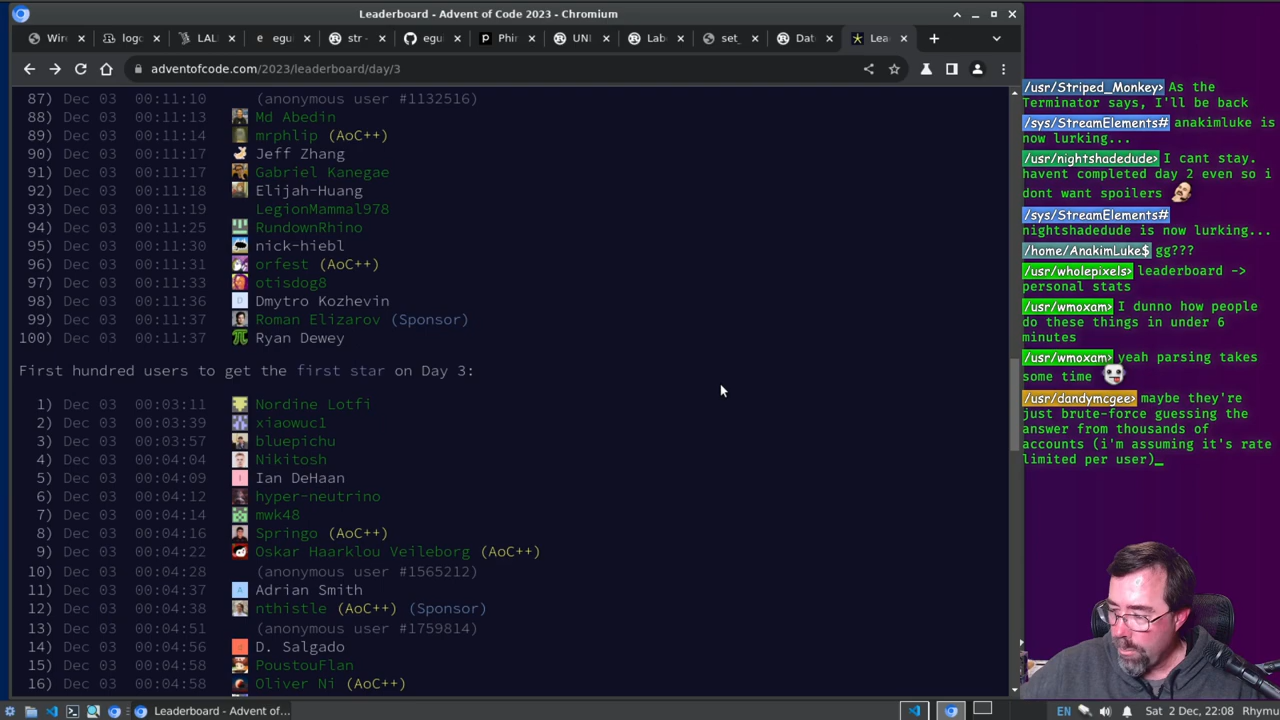 Leaderboard - Advent of Code 2023 - Chromium
Wire
logc
LAL
egui
str -
egui
Phir
UNI
Lab
set_
Date
Lea
adventofcode.com/2023/leaderboard/day/3
87) Dec 03 00:11:10 (anonymous user #1132516)
88) Dec 03 00:11:13 Md Abedin
89) Dec 03 00:11:14 mrphlip (AoC++)
90) Dec 03 00:11:17 Jeff Zhang
91) Dec 03 00:11:17 Gabriel Kanegae
92) Dec 03 00:11:18 Elijah-Huang
93) Dec 03 00:11:19 LegionMammal978
94) Dec 03 00:11:27 RundownRhino
95) Dec 03 00:11:30 nick-hiebl
96) Dec 03 00:11:31 orfest (AoC++)
97) Dec 03 00:11:33 otisdog8
98) Dec 03 00:11:36 Dmytro Kozhevin
99) Dec 03 00:11:37 Roman Elizarov (Sponsor)
100) Dec 03 00:11:37 Ryan Dewey
First hundred users to get the first star on Day 3:
1) Dec 03 00:03:11 Nordine Lotfi
2) Dec 03 00:03:39 xiaowuc1
3) Dec 03 00:03:57 bluepichu
4) Dec 03 00:04:04 Nikitosh
5) Dec 03 00:04:09 Ian DeHaan
6) Dec 03 00:04:12 hyper-neutrino
7) Dec 03 00:04:14 mwk48
8) Dec 03 00:04:16 Springo (AoC++)
9) Dec 03 00:04:22 Oskar Haarklou Veileborg (AoC++)
10) Dec 03 00:04:28 (anonymous user #1565212)
11) Dec 03 00:04:37 Adrian Smith
12) Dec 03 00:04:38 nthistle (AoC++) (Sponsor)
13) Dec 03 00:04:51 (anonymous user #1759814)
14) Dec 03 00:04:56 D. Salgado
15) Dec 03 00:04:58 PoustouFlan
16) Dec 03 00:04:58 Oliver Ni (AoC++)
/usr/Striped_Monkey> As the
Terminator says, I'll be back
/sys/StreamElements# anakimluke is
now lurking...
/usr/nightshadedude> I cant stay.
havent completed day 2 even so i
dont want spoilers
/sys/StreamElements#
nightshadedude is now lurking...
/home/AnakimLuke$ gg???
/usr/wholepixels> leaderboard ->
personal stats
/usr/wmoxam> I dunno how people
do these things in under 6
minutes
/usr/wmoxam> yeah parsing takes
some time
/usr/dandymcgee> maybe they're
just brute-force guessing the
answer from thousands of
accounts (i'm assuming it's rate
limited per user)_
Leaderboard - Advent of...
EN
Sat 2 Dec, 22:08 Rhymu